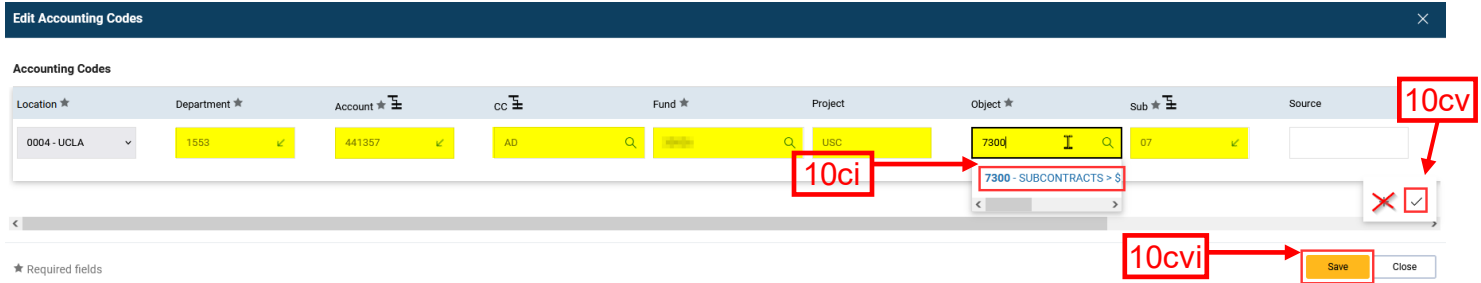 Edit Accounting Codes
Accounting Codes
Location ★ Department ★ Account ★ CC Fund ★ Project Object ★ Sub ★ Source
10cv
0004 - UCLA 1553 441357 AD USC 7300 07
10ci
7300 - SUBCONTRACTS > $
10cvi
★ Required fields
Save Close